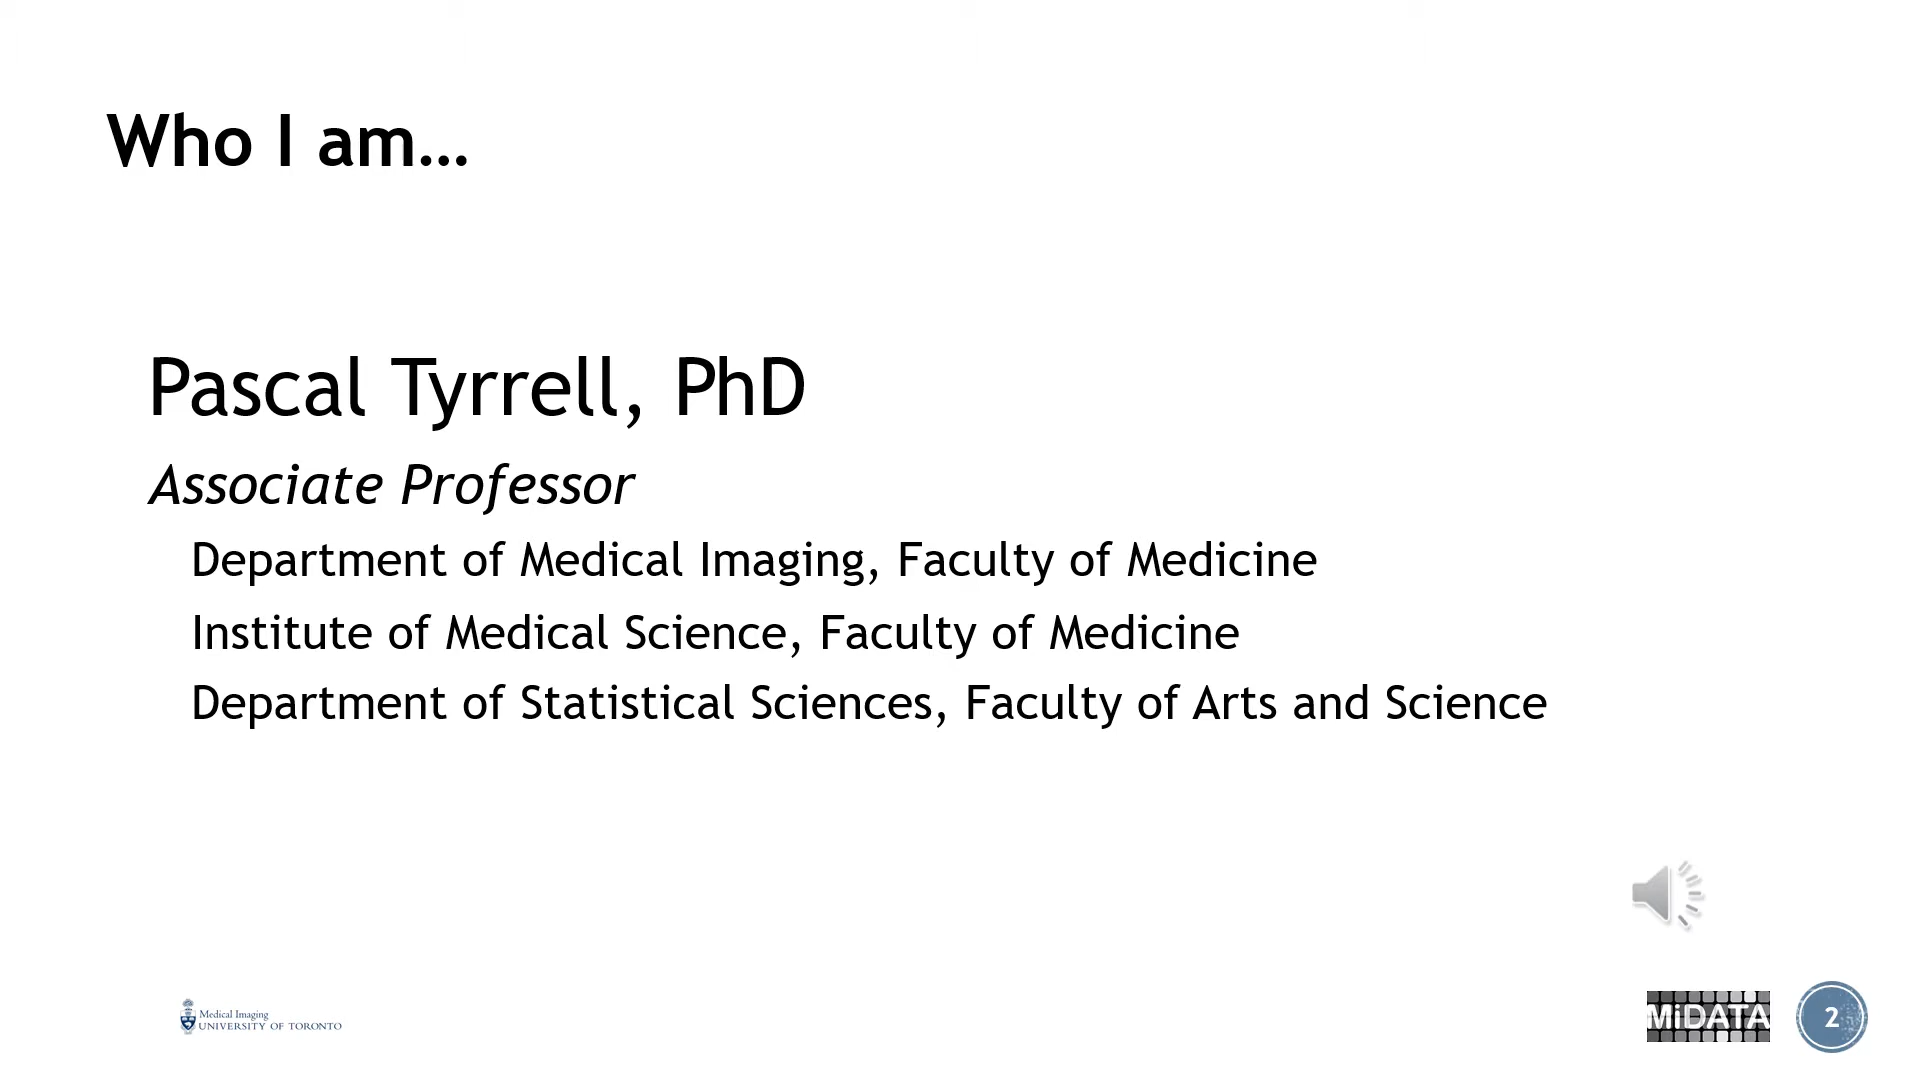 Who I am…
Pascal Tyrrell, PhD
Associate Professor
Department of Medical Imaging, Faculty of Medicine
Institute of Medical Science, Faculty of Medicine
Department of Statistical Sciences, Faculty of Arts and Science
Medical Imaging
UNIVERSITY OF TORONTO
MiDATA
2